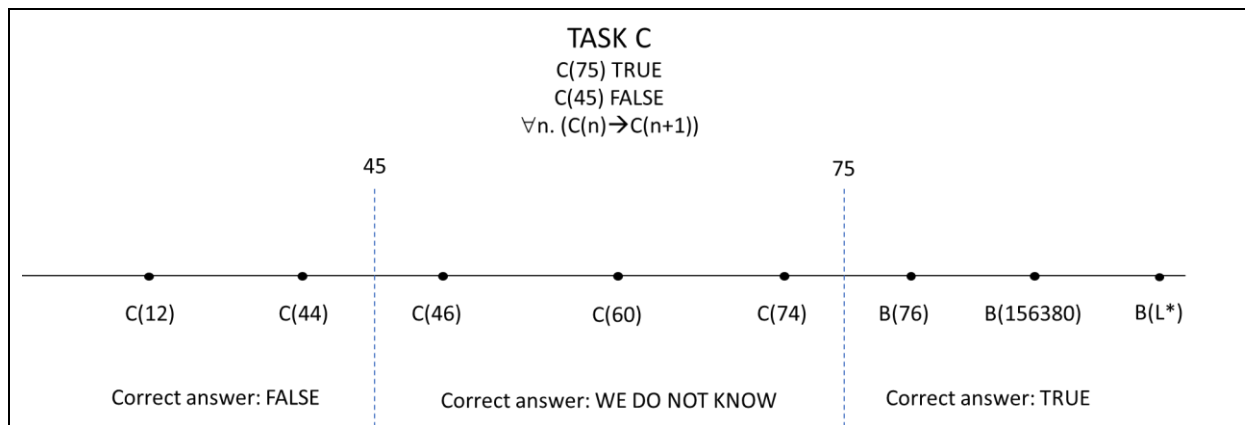 TASK C
C(75) TRUE
C(45) FALSE
∀n. (C(n)→C(n+1))
45 75
C(12) C(44) C(46) C(60) C(74) B(76) B(156380) B(L*)
Correct answer: FALSE Correct answer: WE DO NOT KNOW Correct answer: TRUE